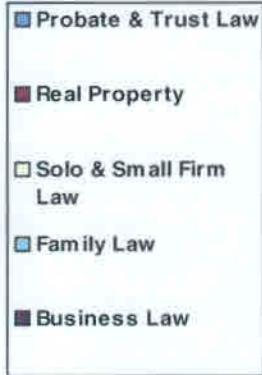 Probate & Trust Law
Real Property
Solo & Small Firm
Law
Family Law
Business Law